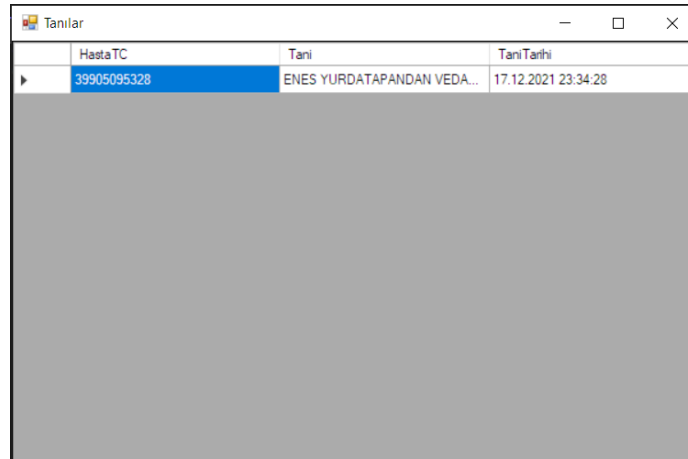 Tanılar
HastaTC Tani TaniTarihi
39905095328 ENES YURDATAPANDAN VEDA... 17.12.2021 23:34:28